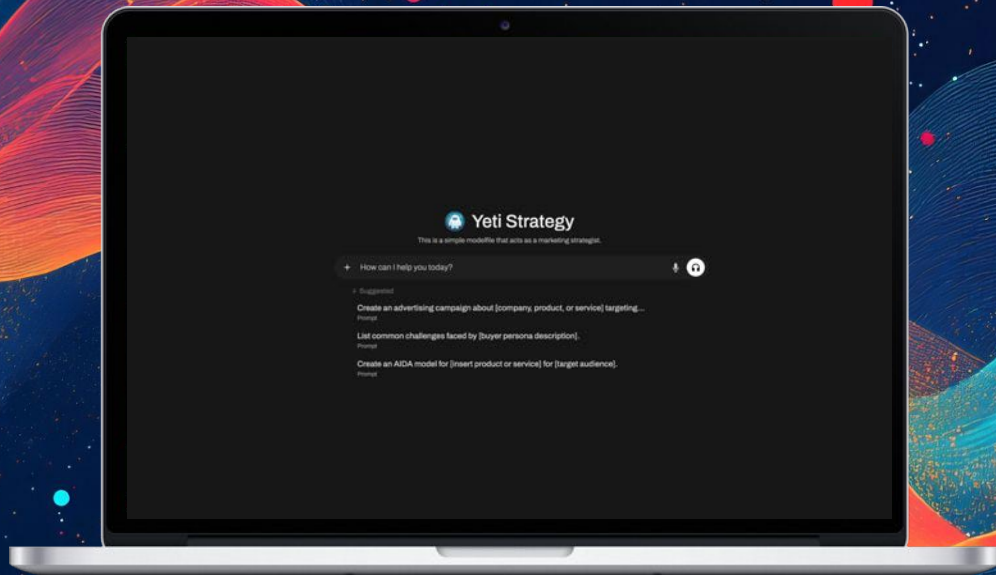 Yeti Strategy
This is a simple modelfile that acts as a marketing strategist.
How can I help you today?
Suggested
Create an advertising campaign about [company, product, or service] targeting...
Prompt
List common challenges faced by [buyer persona description].
Prompt
Create an AIDA model for [insert product or service] for [target audience].
Prompt